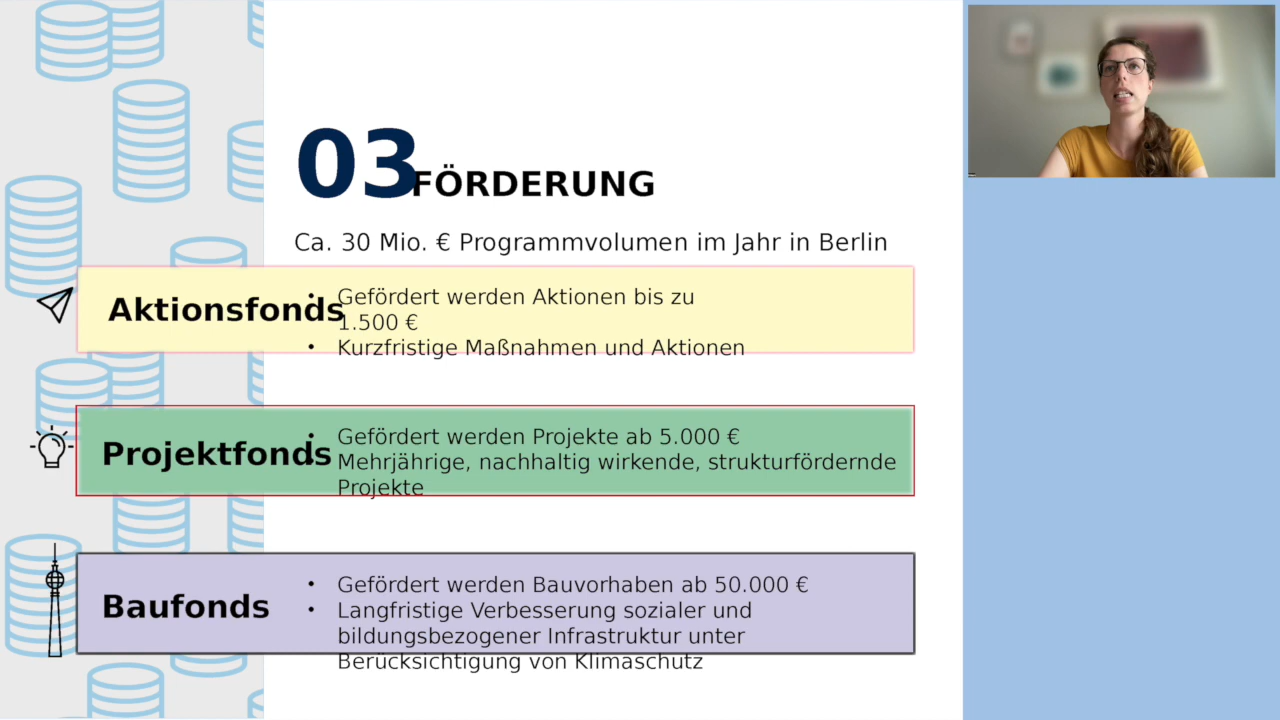 03 FÖRDERUNG
Ca. 30 Mio. € Programmvolumen im Jahr in Berlin
Aktionsfonds
• Gefördert werden Aktionen bis zu
1.500 €
• Kurzfristige Maßnahmen und Aktionen
Projektfonds
• Gefördert werden Projekte ab 5.000 €
• Mehrjährige, nachhaltig wirkende, strukturfördernde
Projekte
Baufonds
• Gefördert werden Bauvorhaben ab 50.000 €
• Langfristige Verbesserung sozialer und
bildungsbezogener Infrastruktur unter
Berücksichtigung von Klimaschutz